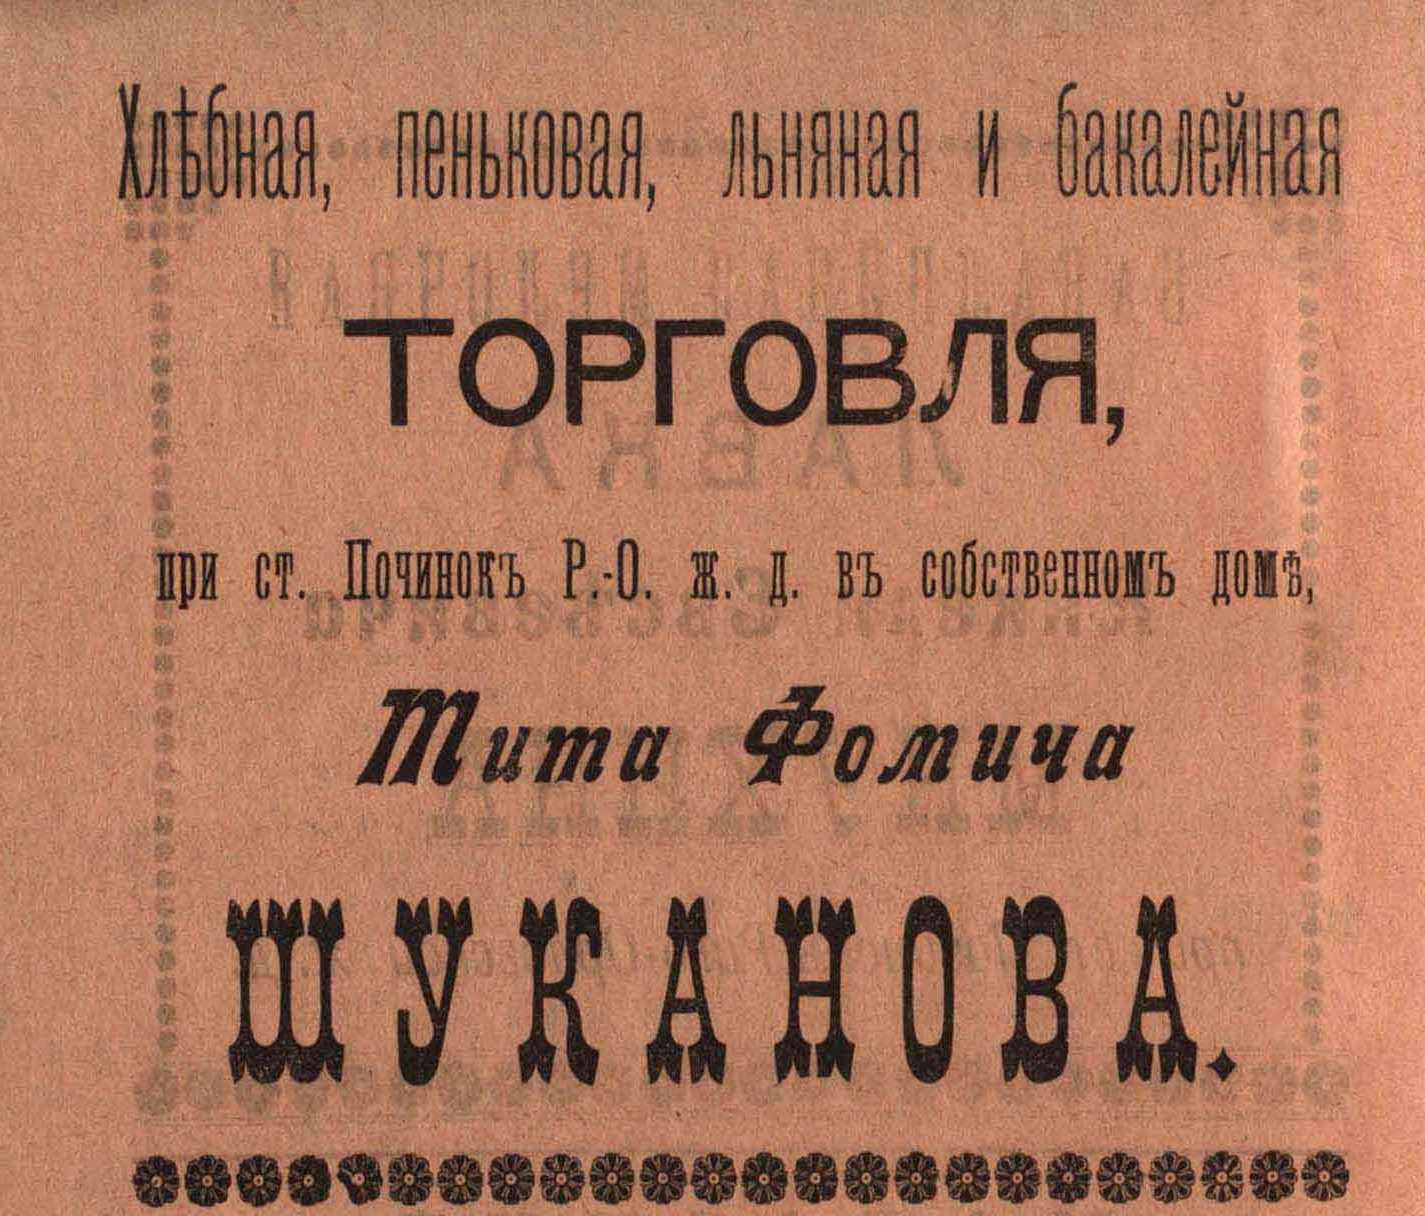 Хлѣбная, пеньковая, льняная и бакалейная
ТОРГОВЛЯ,
при ст. Починокъ Р.-О. ж. д. въ собственномъ домѣ,
Тита Фомича
ШУКАНОВА.